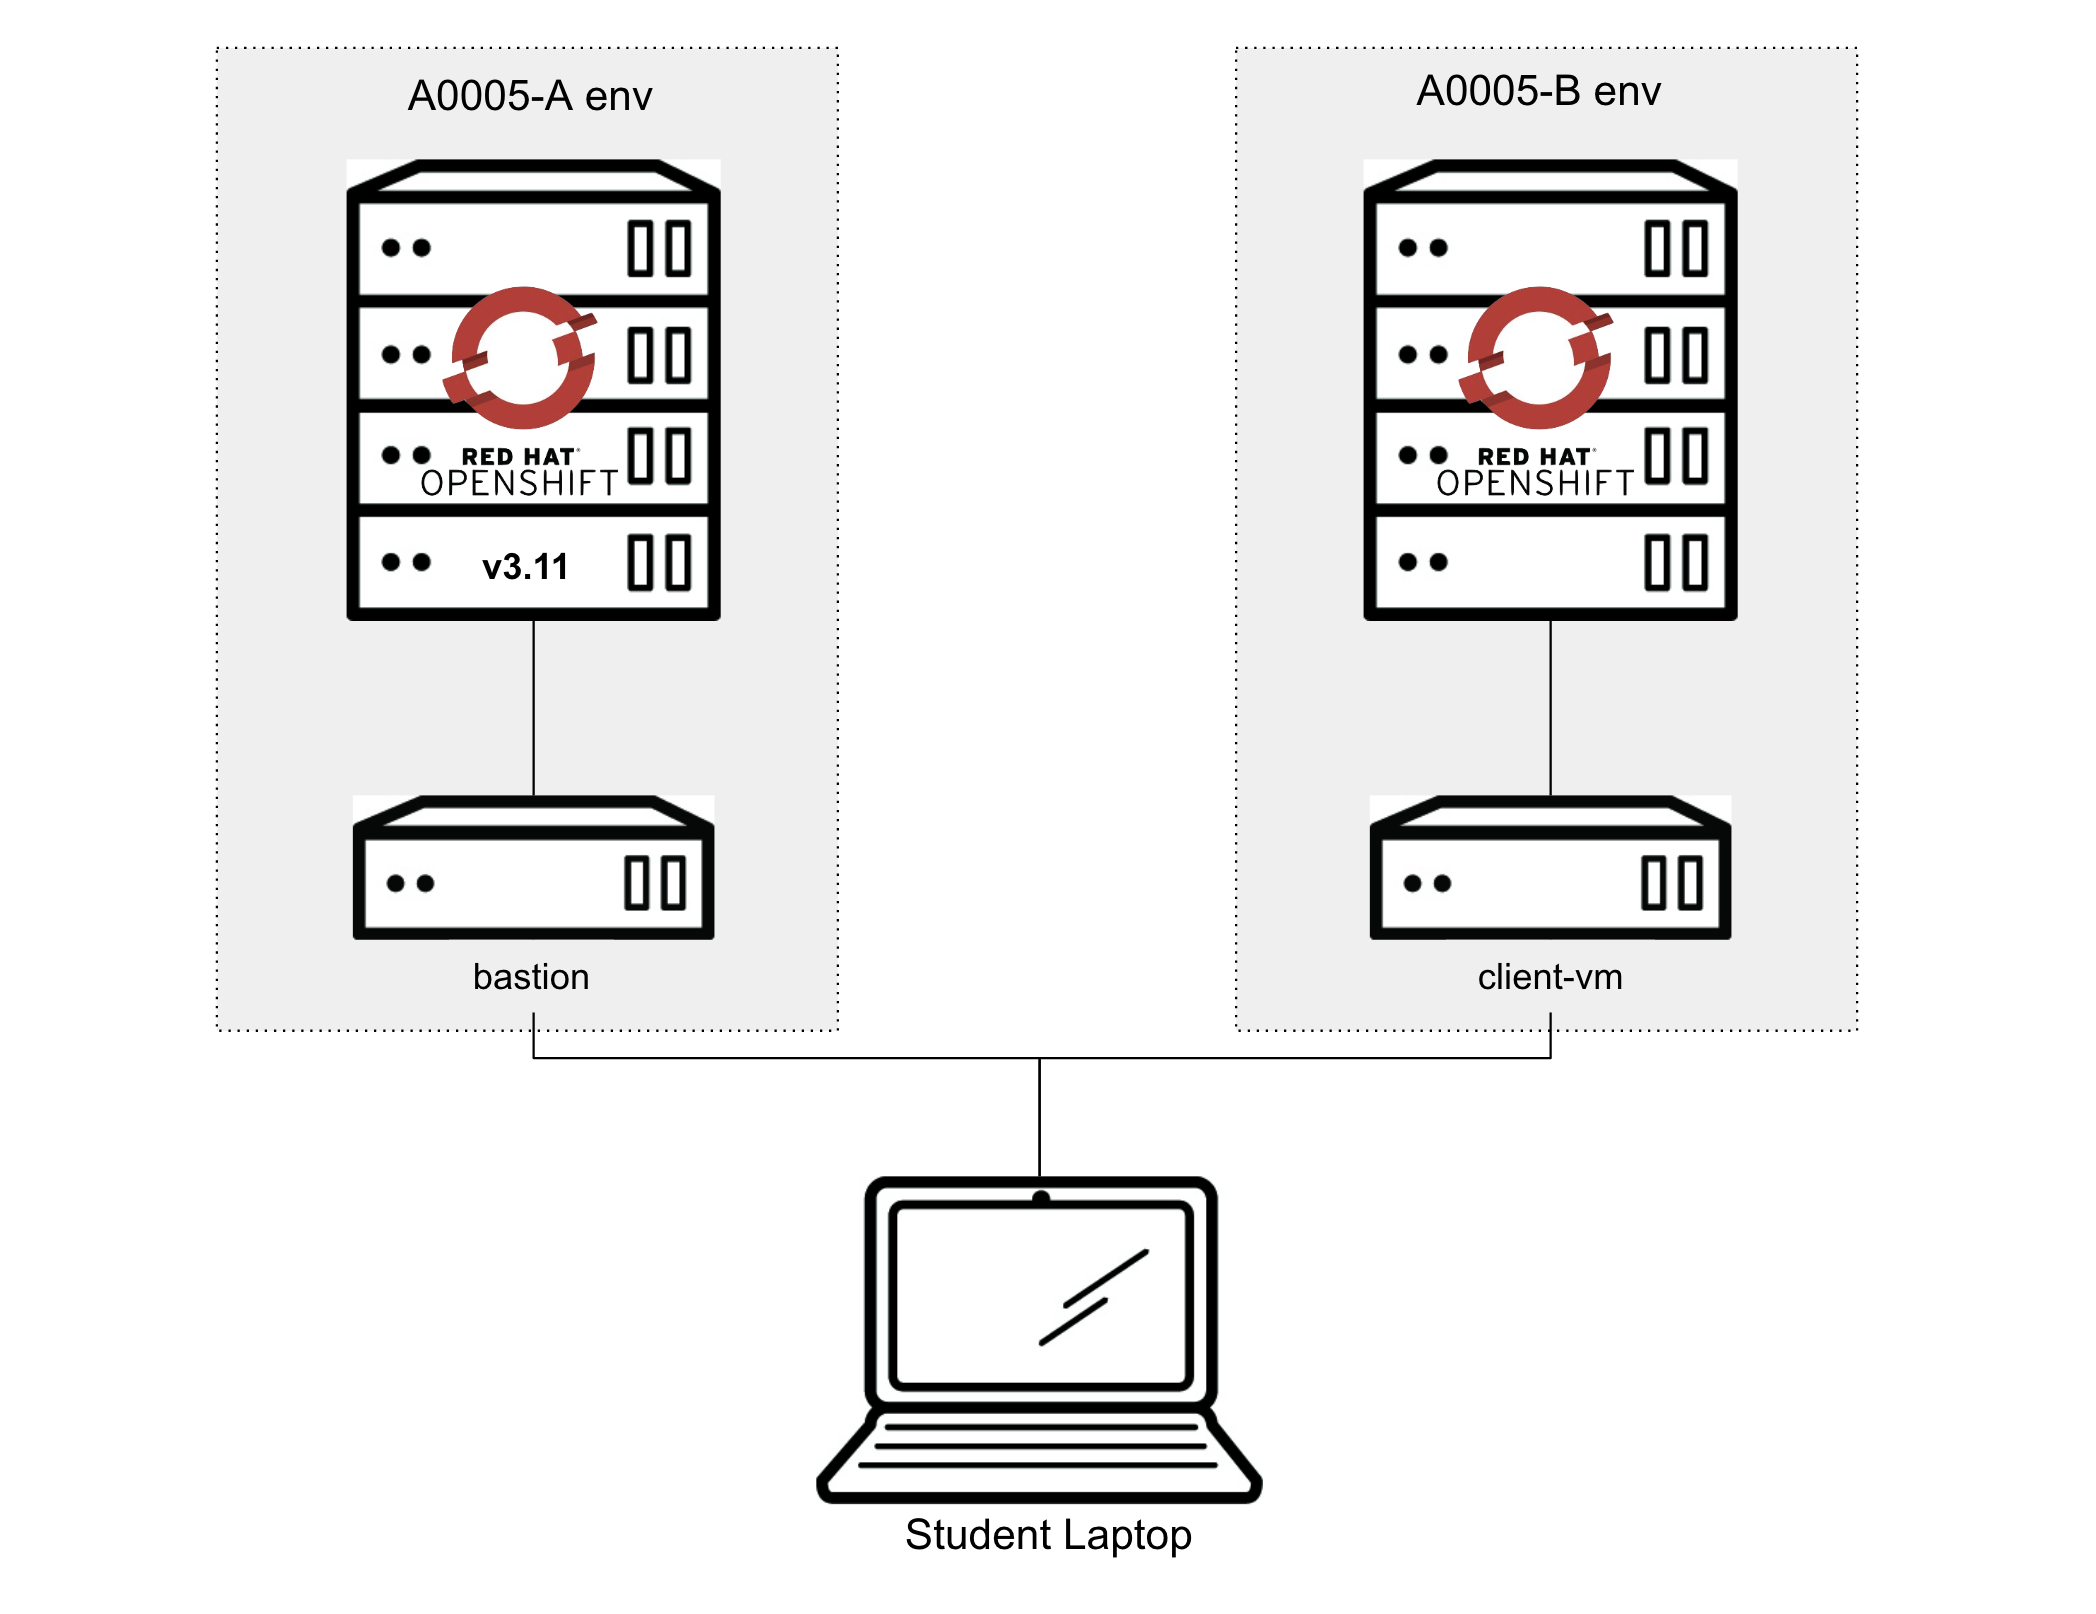 A0005-A env
RED HAT
OPENSHIFT
v3.11
bastion
A0005-B env
RED HAT
OPENSHIFT
client-vm
Student Laptop